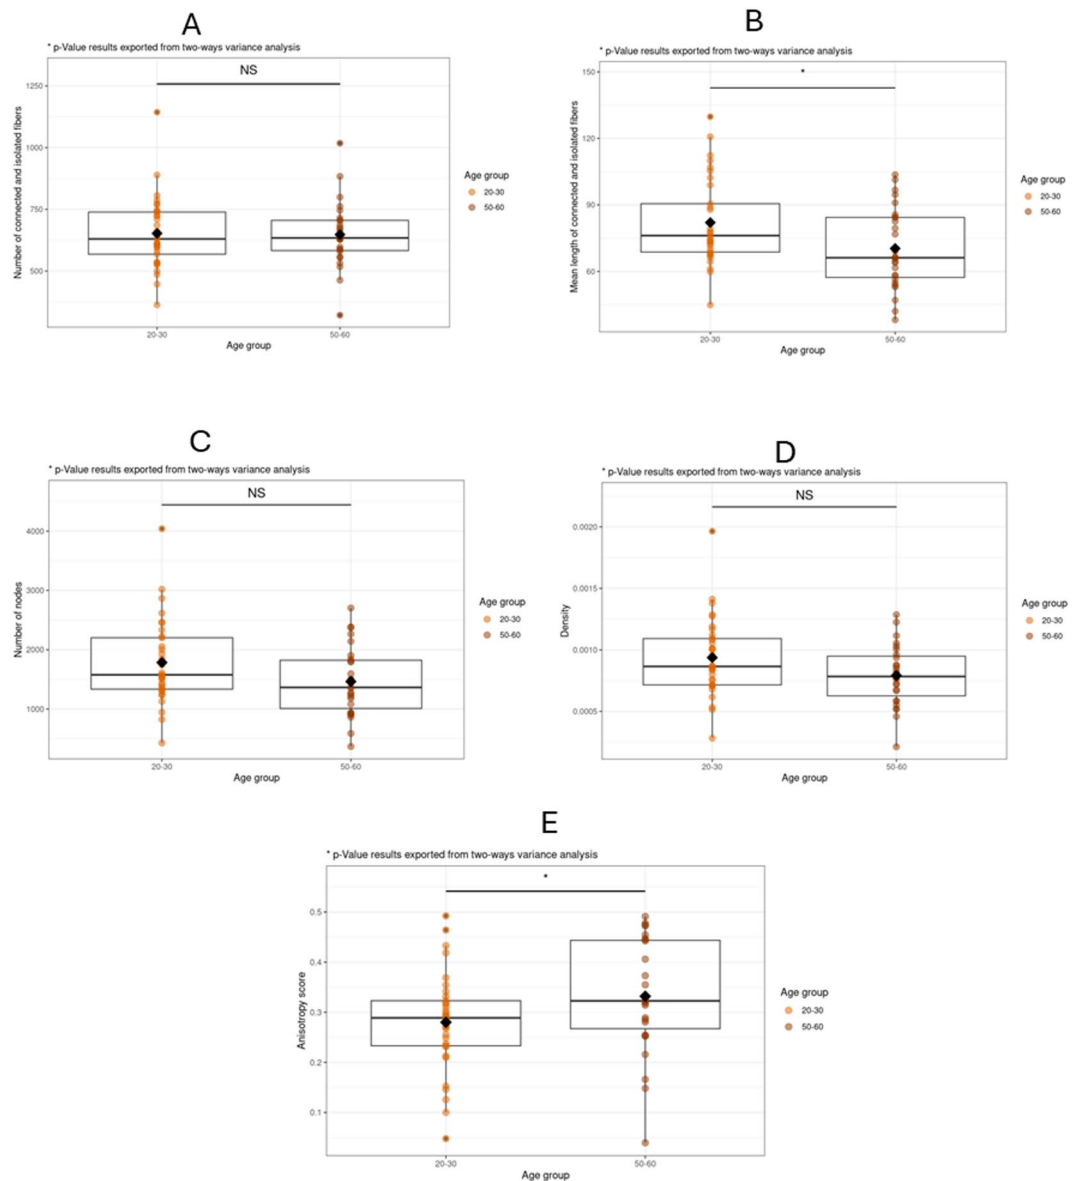 A
* p-Value results exported from two-ways variance analysis
NS
Number of connected and isolated fibers
1250
1000
750
500
20-30
50-60
Age group
Age group
20-30
50-60
B
* p-Value results exported from two-ways variance analysis
*
Mean length of connected and isolated fibers
150
120
90
60
20-30
50-60
Age group
Age group
20-30
50-60
C
* p-Value results exported from two-ways variance analysis
NS
Number of nodes
4000
3000
2000
1000
20-30
50-60
Age group
Age group
20-30
50-60
D
* p-Value results exported from two-ways variance analysis
NS
Density
0.0020
0.0015
0.0010
0.0005
20-30
50-60
Age group
Age group
20-30
50-60
E
* p-Value results exported from two-ways variance analysis
*
Anisotropy score
0.5
0.4
0.3
0.2
0.1
20-30
50-60
Age group
Age group
20-30
50-60